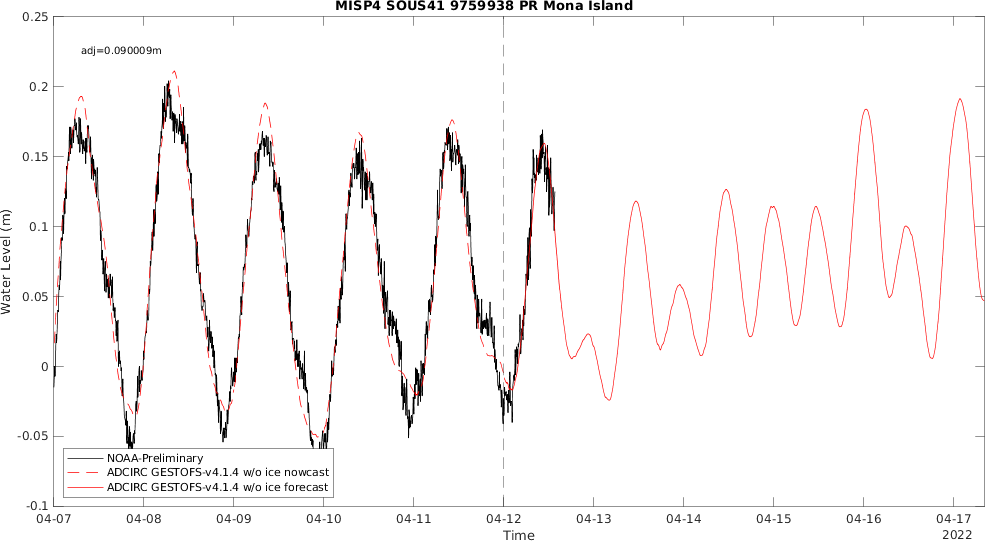 MISP4 SOUS41 9759938 PR Mona Island
adj=0.090009m
0.25
0.2
0.15
0.1
0.05
0
-0.05
-0.1
Water Level (m)
NOAA-Preliminary
ADCIRC GESTOFS-v4.1.4 w/o ice nowcast
ADCIRC GESTOFS-v4.1.4 w/o ice forecast
04-07 04-08 04-09 04-10 04-11 04-12 04-13 04-14 04-15 04-16 04-17
Time
2022